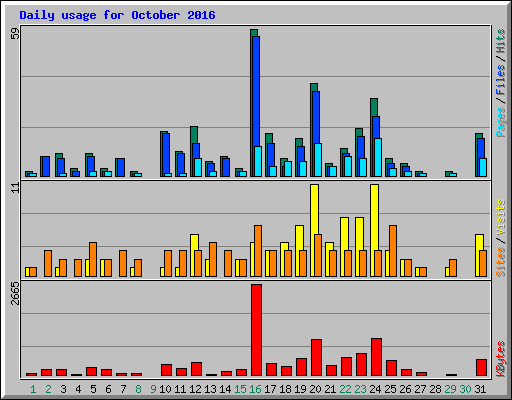 Daily usage for October 2016
59
Pages / Files / Hits
11
Sites / Visits
2665
KBytes
1 2 3 4 5 6 7 8 9 10 11 12 13 14 15 16 17 18 19 20 21 22 23 24 25 26 27 28 29 30 31